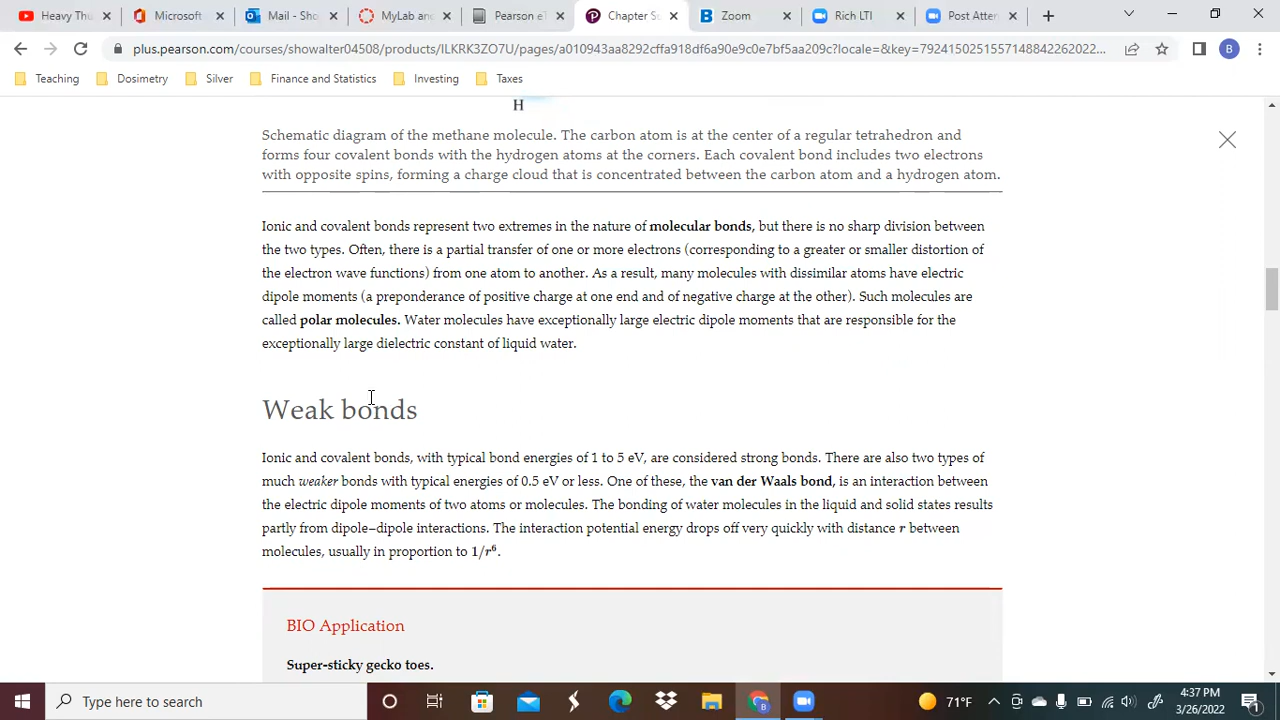 Heavy Thu
Microsoft
Mail - Sho
MyLab and
Pearson eT
Chapter Su
Zoom
Rich LTI
Post Atten
plus.pearson.com/courses/showalter04508/products/ILKRK3ZO7U/pages/a010943aa8292cffa918df6a90e9c0e7bf5aa209c?locale=&key=7924150251557148842262022...
B
Teaching
Dosimetry
Silver
Finance and Statistics
Investing
Taxes
H
Schematic diagram of the methane molecule. The carbon atom is at the center of a regular tetrahedron and
forms four covalent bonds with the hydrogen atoms at the corners. Each covalent bond includes two electrons
with opposite spins, forming a charge cloud that is concentrated between the carbon atom and a hydrogen atom.
Ionic and covalent bonds represent two extremes in the nature of molecular bonds, but there is no sharp division between
the two types. Often, there is a partial transfer of one or more electrons (corresponding to a greater or smaller distortion of
the electron wave functions) from one atom to another. As a result, many molecules with dissimilar atoms have electric
dipole moments (a preponderance of positive charge at one end and of negative charge at the other). Such molecules are
called polar molecules. Water molecules have exceptionally large electric dipole moments that are responsible for the
exceptionally large dielectric constant of liquid water.
Weak bonds
Ionic and covalent bonds, with typical bond energies of 1 to 5 eV, are considered strong bonds. There are also two types of
much weaker bonds with typical energies of 0.5 eV or less. One of these, the van der Waals bond, is an interaction between
the electric dipole moments of two atoms or molecules. The bonding of water molecules in the liquid and solid states results
partly from dipole–dipole interactions. The interaction potential energy drops off very quickly with distance r between
molecules, usually in proportion to 1/r⁶.
BIO Application
Super-sticky gecko toes.
Type here to search
71°F
4:37 PM
3/26/2022